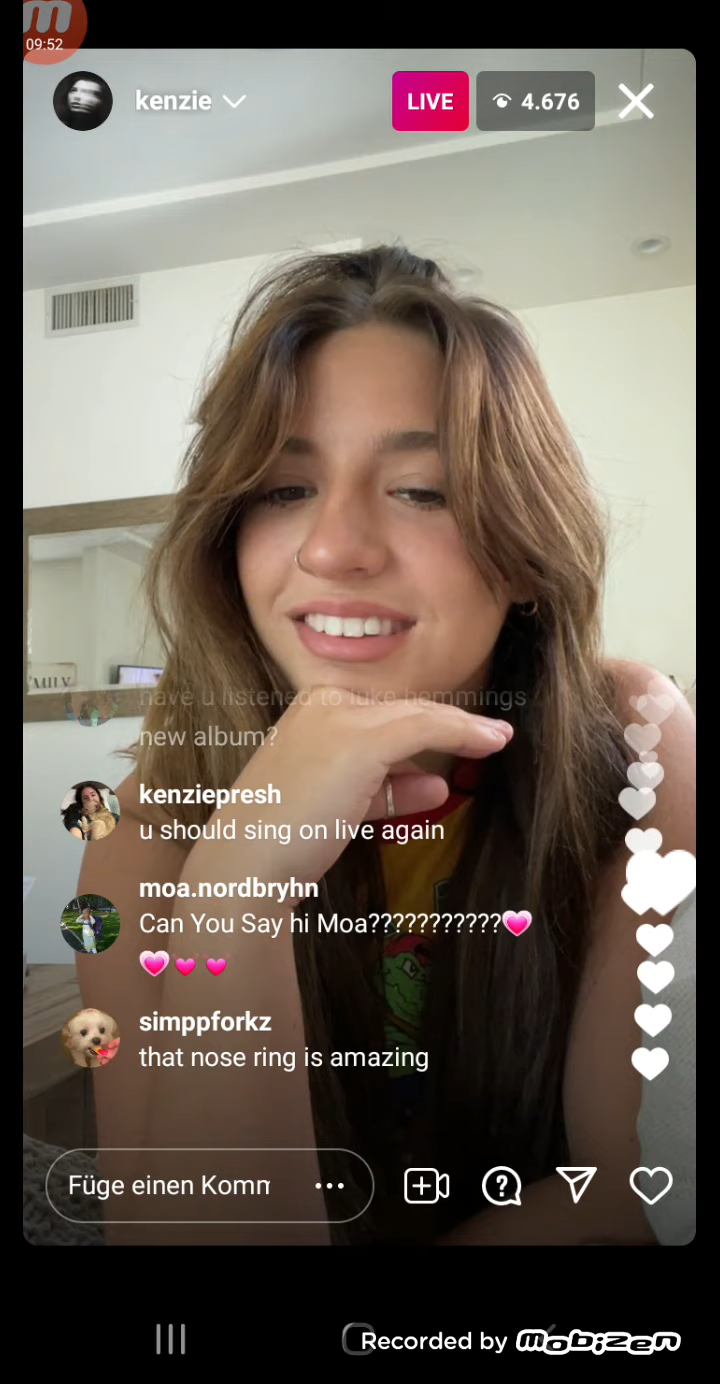 09:52
kenzie
LIVE
4.676
MILY
have u listened to luke hemmings
new album?
kenziepresh
u should sing on live again
moa.nordbryhn
Can You Say hi Moa???????????💗
💗💕💕
simppforkz
that nose ring is amazing
Füge einen Komm
Recorded by mobizen